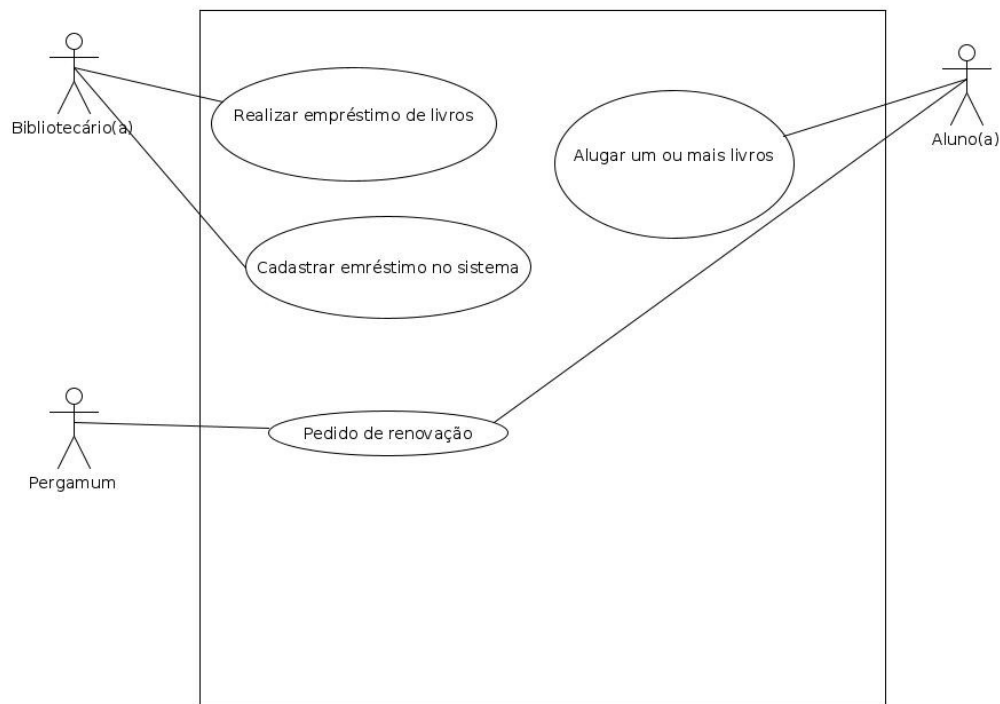 Bibliotecário(a)
Realizar empréstimo de livros
Alugar um ou mais livros
Aluno(a)
Cadastrar emréstimo no sistema
Pedido de renovação
Pergamum